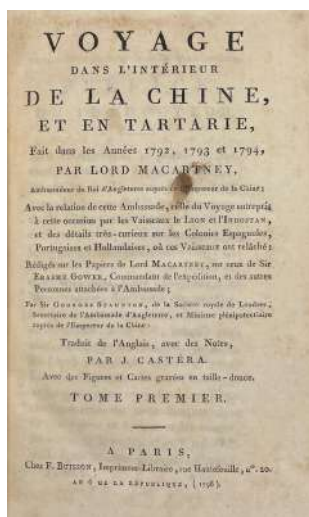 VOYAGE
DANS L'INTÉRIEUR
DE LA CHINE,
ET EN TARTARIE,
Fait dans les Années 1792, 1793 et 1794,
PAR LORD MACARTNEY,
Ambassadeur du Roi d'Angleterre auprès de l'Empereur de la Chine;
Avec la relation de cette Ambassade, celle du Voyage entrepris
à cette occasion par les Vaisseaux le LION et l'INDOSTAN,
et des détails très-curieux sur les Colonies Espagnoles,
Portugaises et Hollandaises, où ces Vaisseaux ont relâché;
Rédigés sur les Papiers de Lord MACARTNEY, sur ceux de Sir
ERASME GOWER, Commandant de l'Expédition, et des autres
Personnes attachées à l'Ambassade;
Par Sir GEORGES STAUNTON, de la Société royale de Londres,
Secrétaire de l'Ambassade d'Angleterre, et Ministre plénipotentiaire
auprès de l'Empereur de la Chine:
Traduit de l'Anglais, avec des Notes,
PAR J. CASTÉRA.
Avec des Figures et Cartes gravées en taille-douce.
TOME PREMIER.
A PARIS,
Chez F. BUISSON, Imprimeur-Libraire, rue Hautefeuille, n°. 20.
AN 6 DE LA RÉPUBLIQUE, (1798).